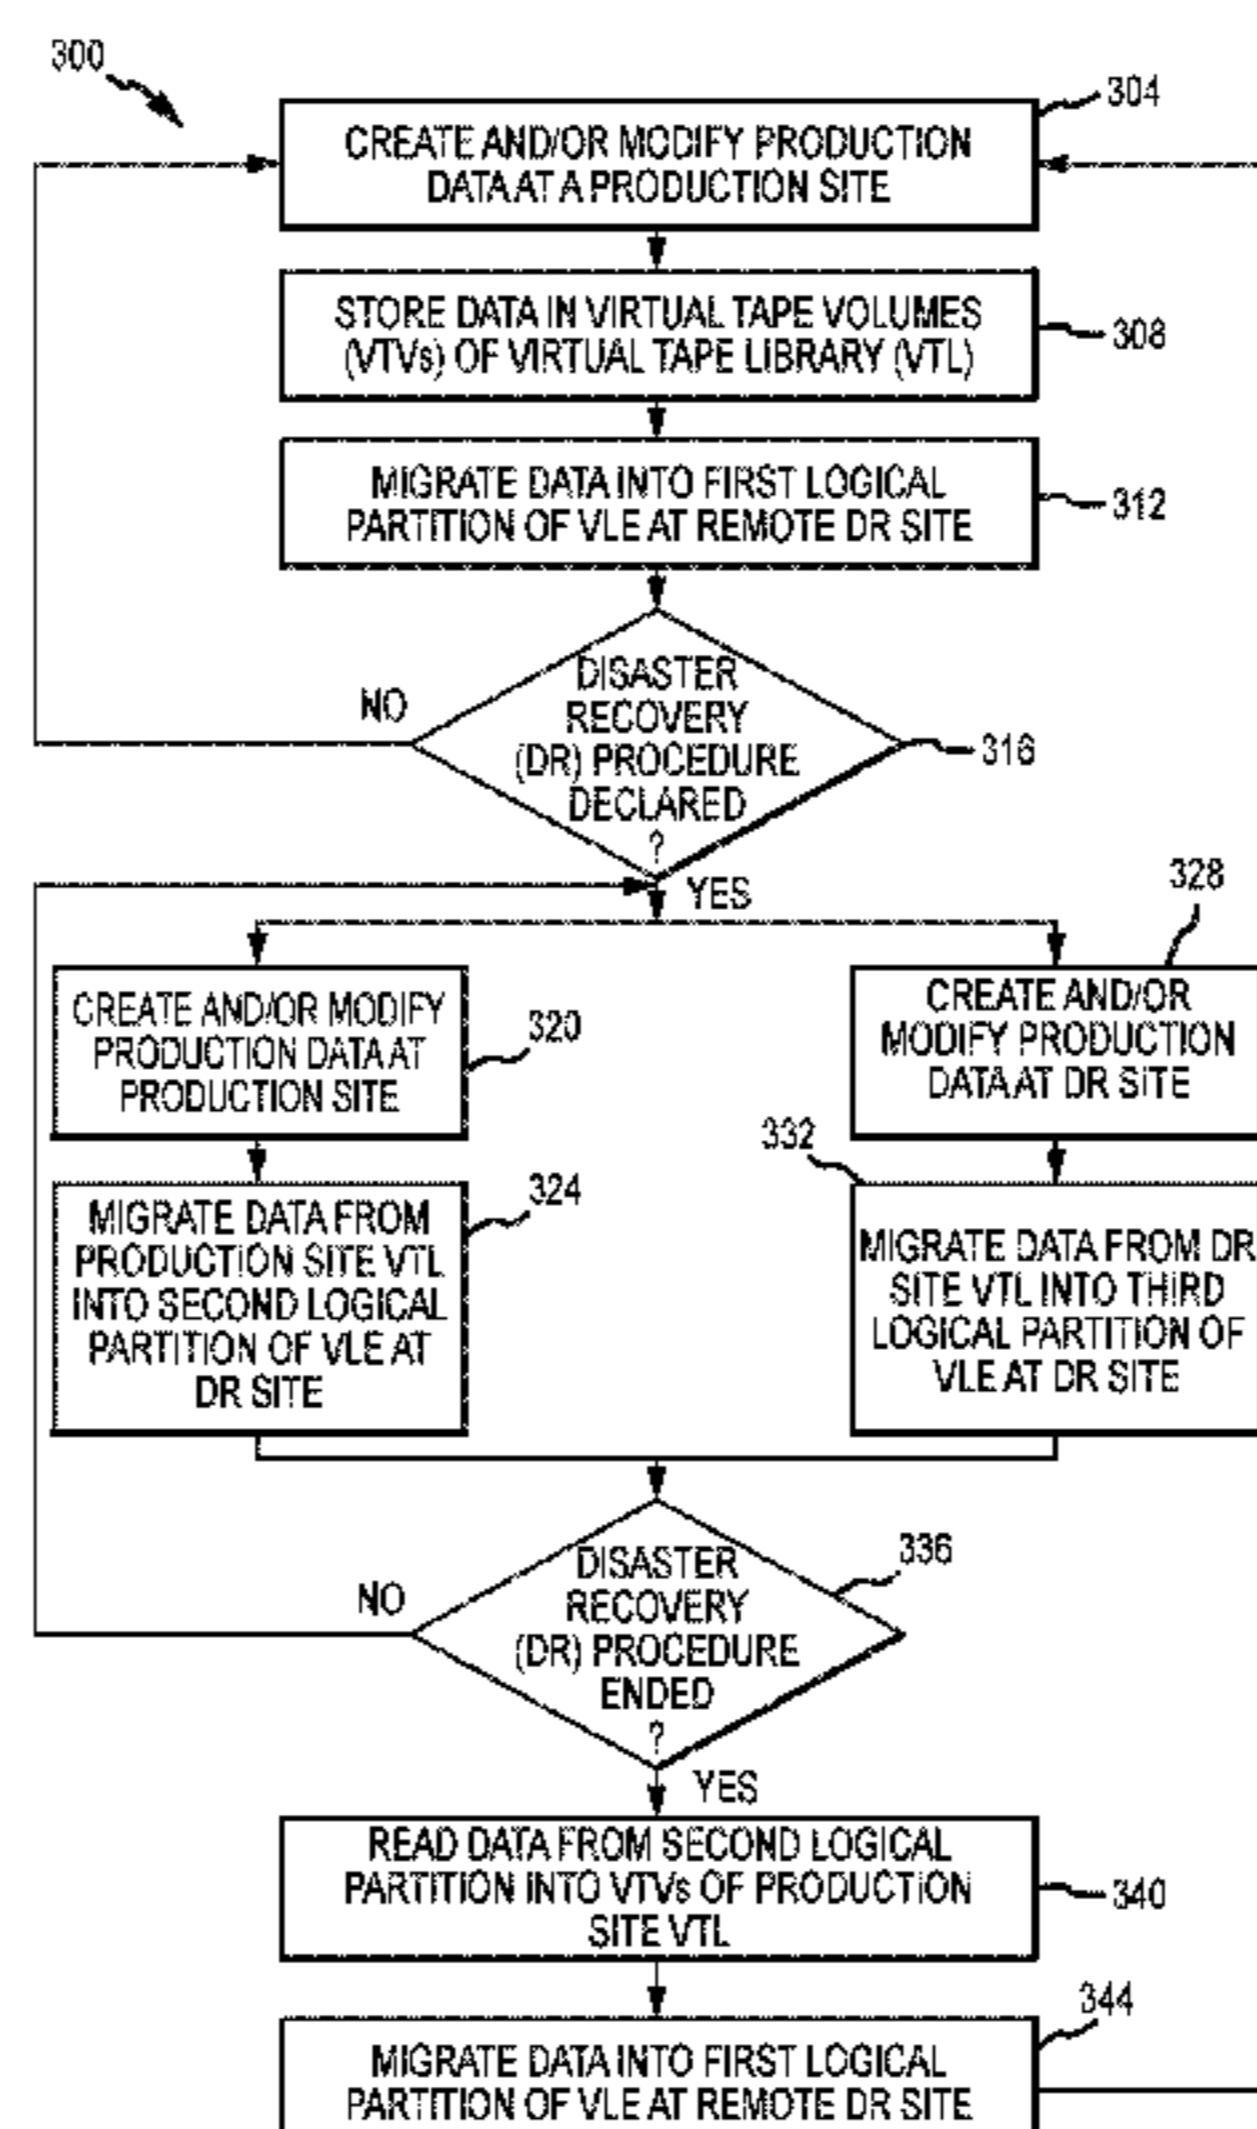 300
304
CREATE AND/OR MODIFY PRODUCTION
DATA AT A PRODUCTION SITE
STORE DATA IN VIRTUAL TAPE VOLUMES
(VTVs) OF VIRTUAL TAPE LIBRARY (VTL)
308
MIGRATE DATA INTO FIRST LOGICAL
PARTITION OF VLE AT REMOTE DR SITE
312
DISASTER
RECOVERY
(DR) PROCEDURE
DECLARED
?
NO
316
YES
328
CREATE AND/OR MODIFY
PRODUCTION DATA AT
PRODUCTION SITE
320
CREATE AND/OR
MODIFY PRODUCTION
DATA AT DR SITE
332
MIGRATE DATA FROM
PRODUCTION SITE VTL
INTO SECOND LOGICAL
PARTITION OF VLE AT
DR SITE
324
MIGRATE DATA FROM DR
SITE VTL INTO THIRD
LOGICAL PARTITION OF
VLE AT DR SITE
DISASTER
RECOVERY
(DR) PROCEDURE
ENDED
?
336
NO
YES
READ DATA FROM SECOND LOGICAL
PARTITION INTO VTVs OF PRODUCTION
SITE VTL
340
344
MIGRATE DATA INTO FIRST LOGICAL
PARTITION OF VLE AT REMOTE DR SITE